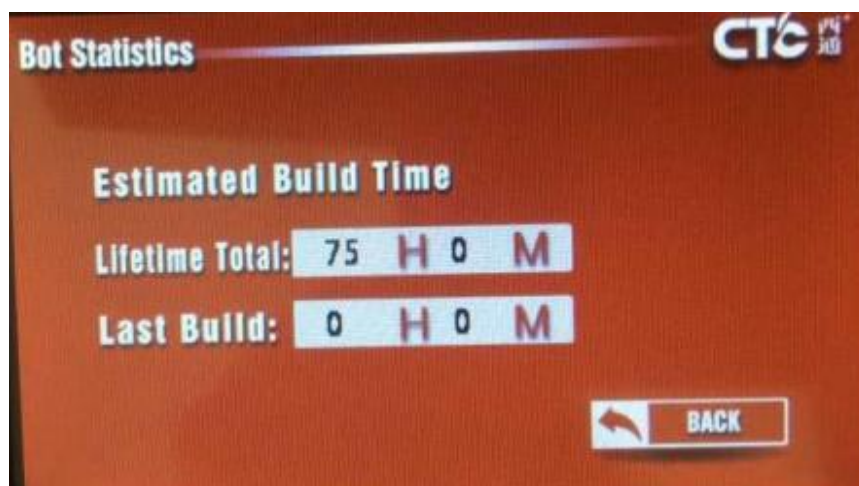 Bot Statistics
CTC
Estimated Build Time
Lifetime Total: 75 H 0 M
Last Build: 0 H 0 M
BACK